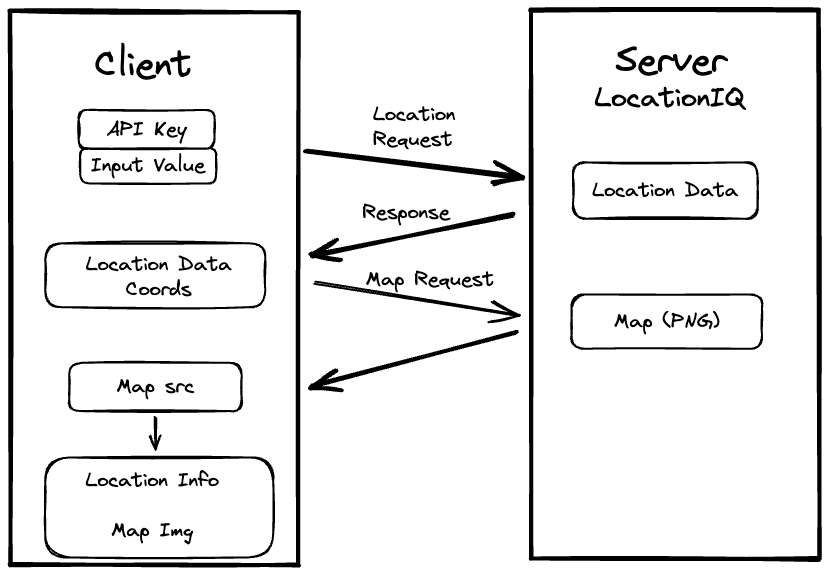 Client
API Key
Input Value
Location Data
Coords
Map src
Location Info
Map Img
Location
Request
Response
Map Request
Server
LocationIQ
Location Data
Map (PNG)